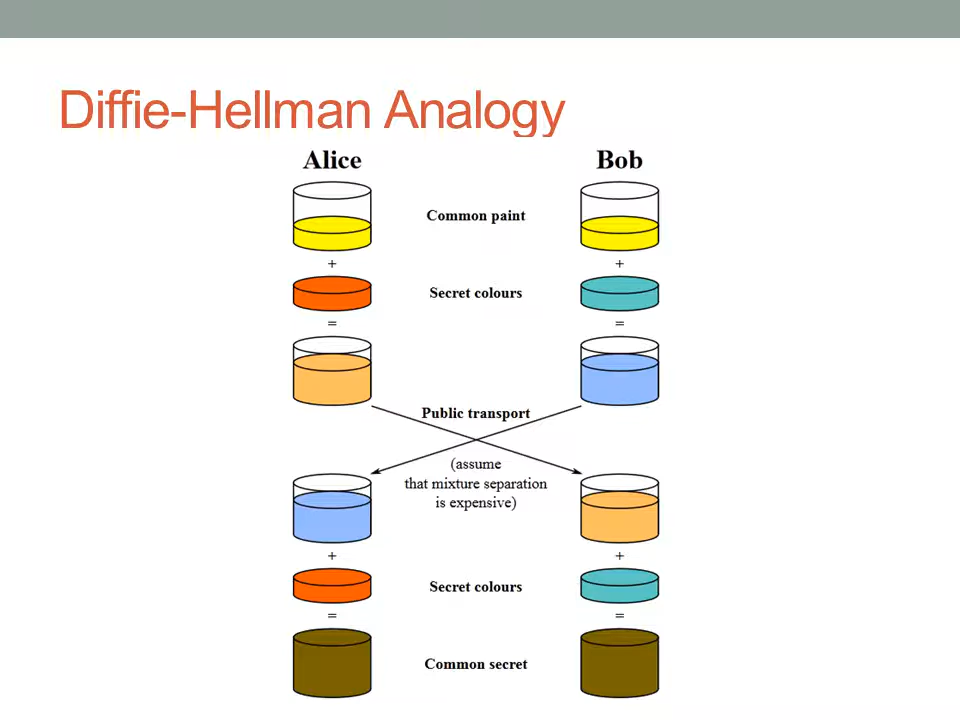 Diffie-Hellman Analogy
Alice
Bob
Common paint
+
+
Secret colours
=
=
Public transport
(assume
that mixture separation
is expensive)
+
+
Secret colours
=
=
Common secret